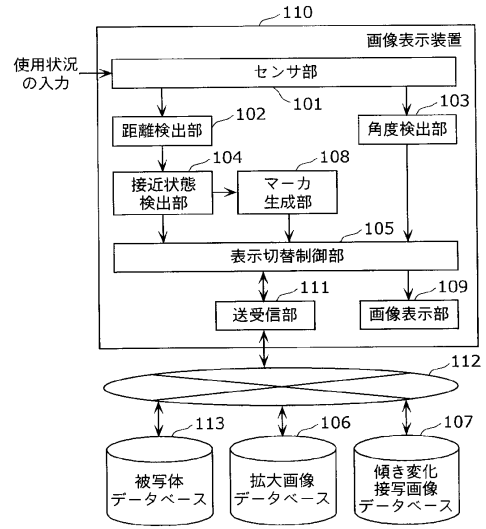 110
画像表示装置
使用状況
の入力
センサ部
101
102
103
距離検出部
角度検出部
104
108
接近状態
検出部
マーカ
生成部
105
表示切替制御部
111
109
送受信部
画像表示部
112
113
106
107
被写体
データベース
拡大画像
データベース
傾き変化
接写画像
データベース